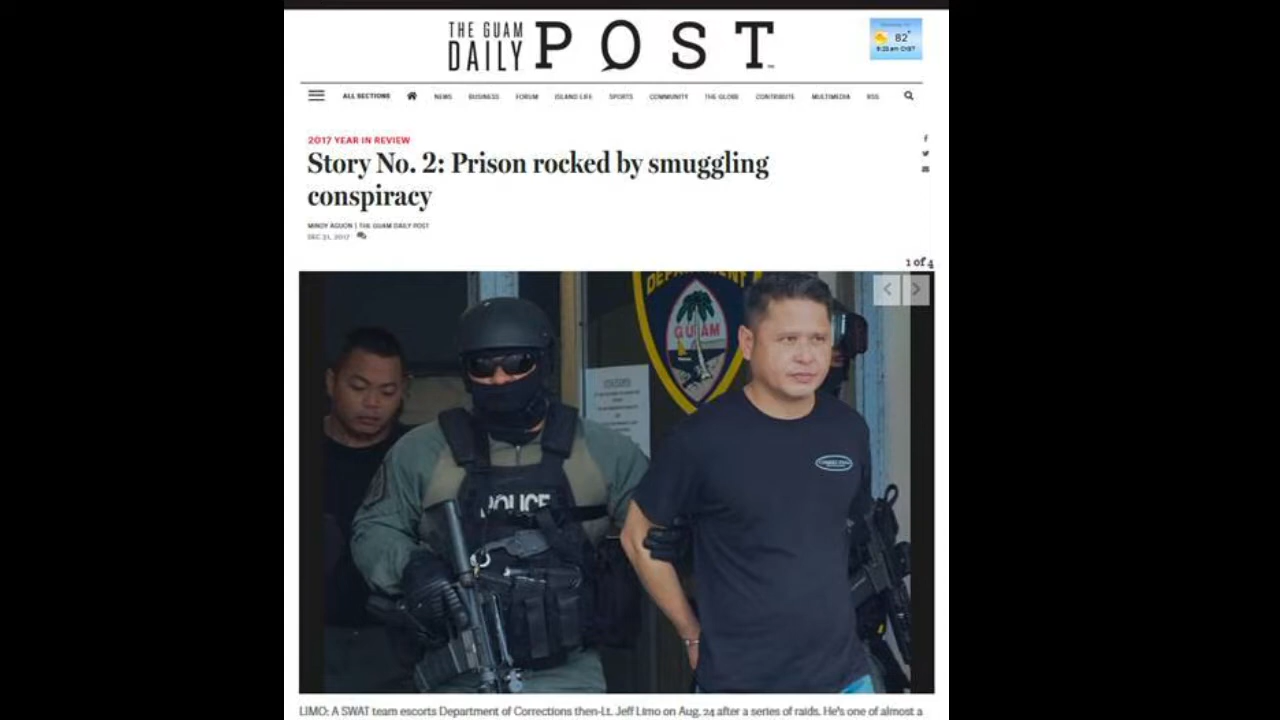 THE GUAM
DAILY POST
82°
ALL SECTIONS NEWS BUSINESS FORUM ISLAND LIFE SPORTS COMMUNITY THE GLOBE CONTRIBUTE MULTIMEDIA RSS
2017 YEAR IN REVIEW
Story No. 2: Prison rocked by smuggling
conspiracy
MINDY AGUON | THE GUAM DAILY POST
DEC 31, 2017
1 of 4
DEPARTMENT
GUAM
POLICE
LIMO: A SWAT team escorts Department of Corrections then-Lt. Jeff Limo on Aug. 24 after a series of raids. He's one of almost a